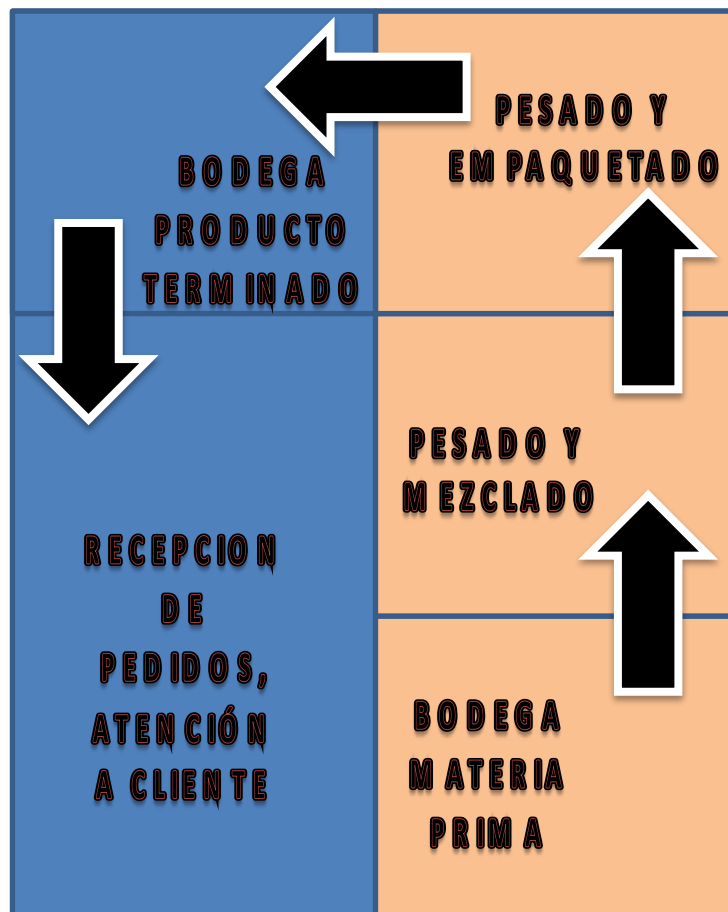 PESADO Y
EMPAQUETADO
BODEGA
PRODUCTO
TERMINADO
PESADO Y
MEZCLADO
RECEPCION
DE
PEDIDOS,
ATENCIÓN
A CLIENTE
BODEGA
MATERIA
PRIMA